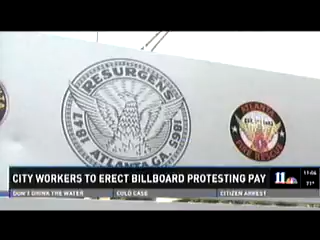 RESURGENS
1847 1865
ATLANTA, GA.
ATLANTA
FIRE RESCUE
CITY WORKERS TO ERECT BILLBOARD PROTESTING PAY
11:04
11
71°
DON'T DRINK THE WATER COLD CASE CITIZEN ARREST